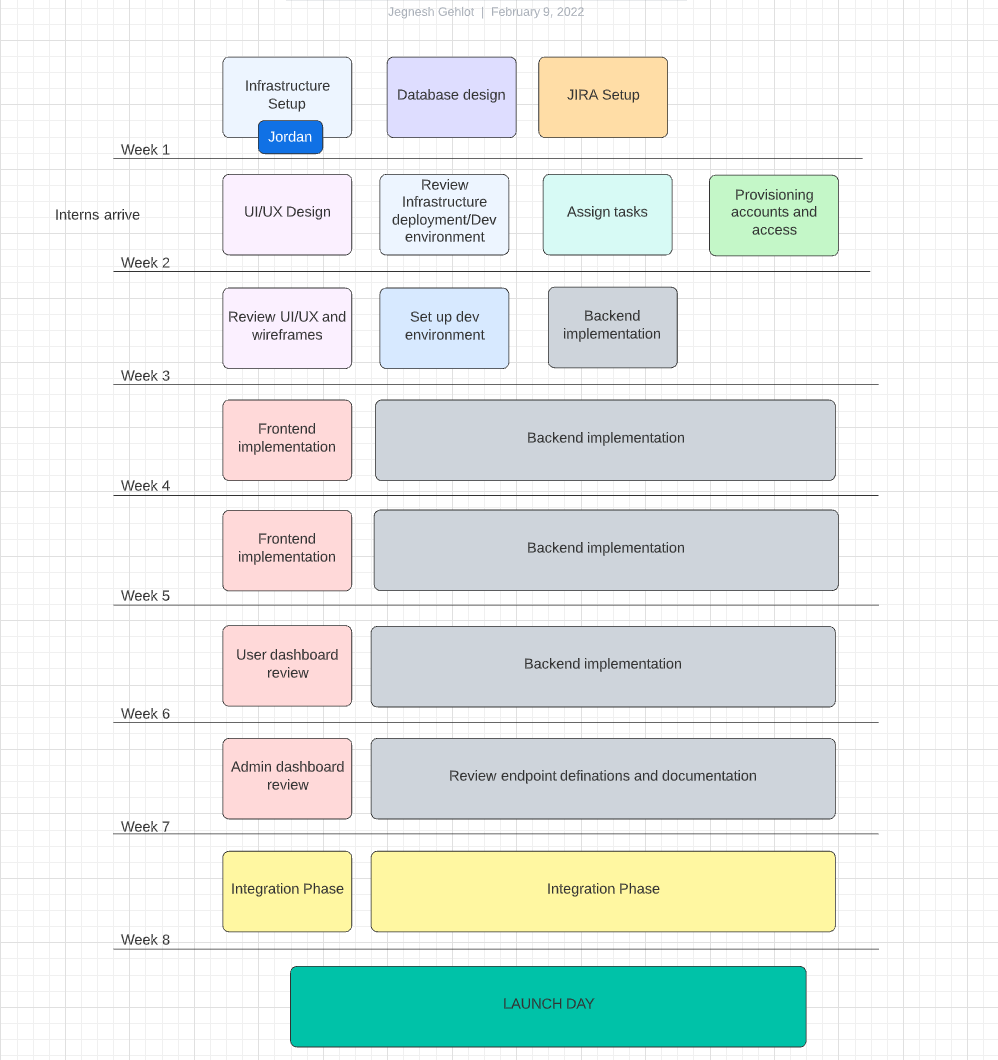 Jegnesh Gehlot | February 9, 2022
Infrastructure
Setup
Jordan
Database design
JIRA Setup
Week 1
Interns arrive
UI/UX Design
Review
Infrastructure
deployment/Dev
environment
Assign tasks
Provisioning
accounts and
access
Week 2
Review UI/UX and
wireframes
Set up dev
environment
Backend
implementation
Week 3
Frontend
implementation
Backend implementation
Week 4
Frontend
implementation
Backend implementation
Week 5
User dashboard
review
Backend implementation
Week 6
Admin dashboard
review
Review endpoint definations and documentation
Week 7
Integration Phase
Integration Phase
Week 8
LAUNCH DAY